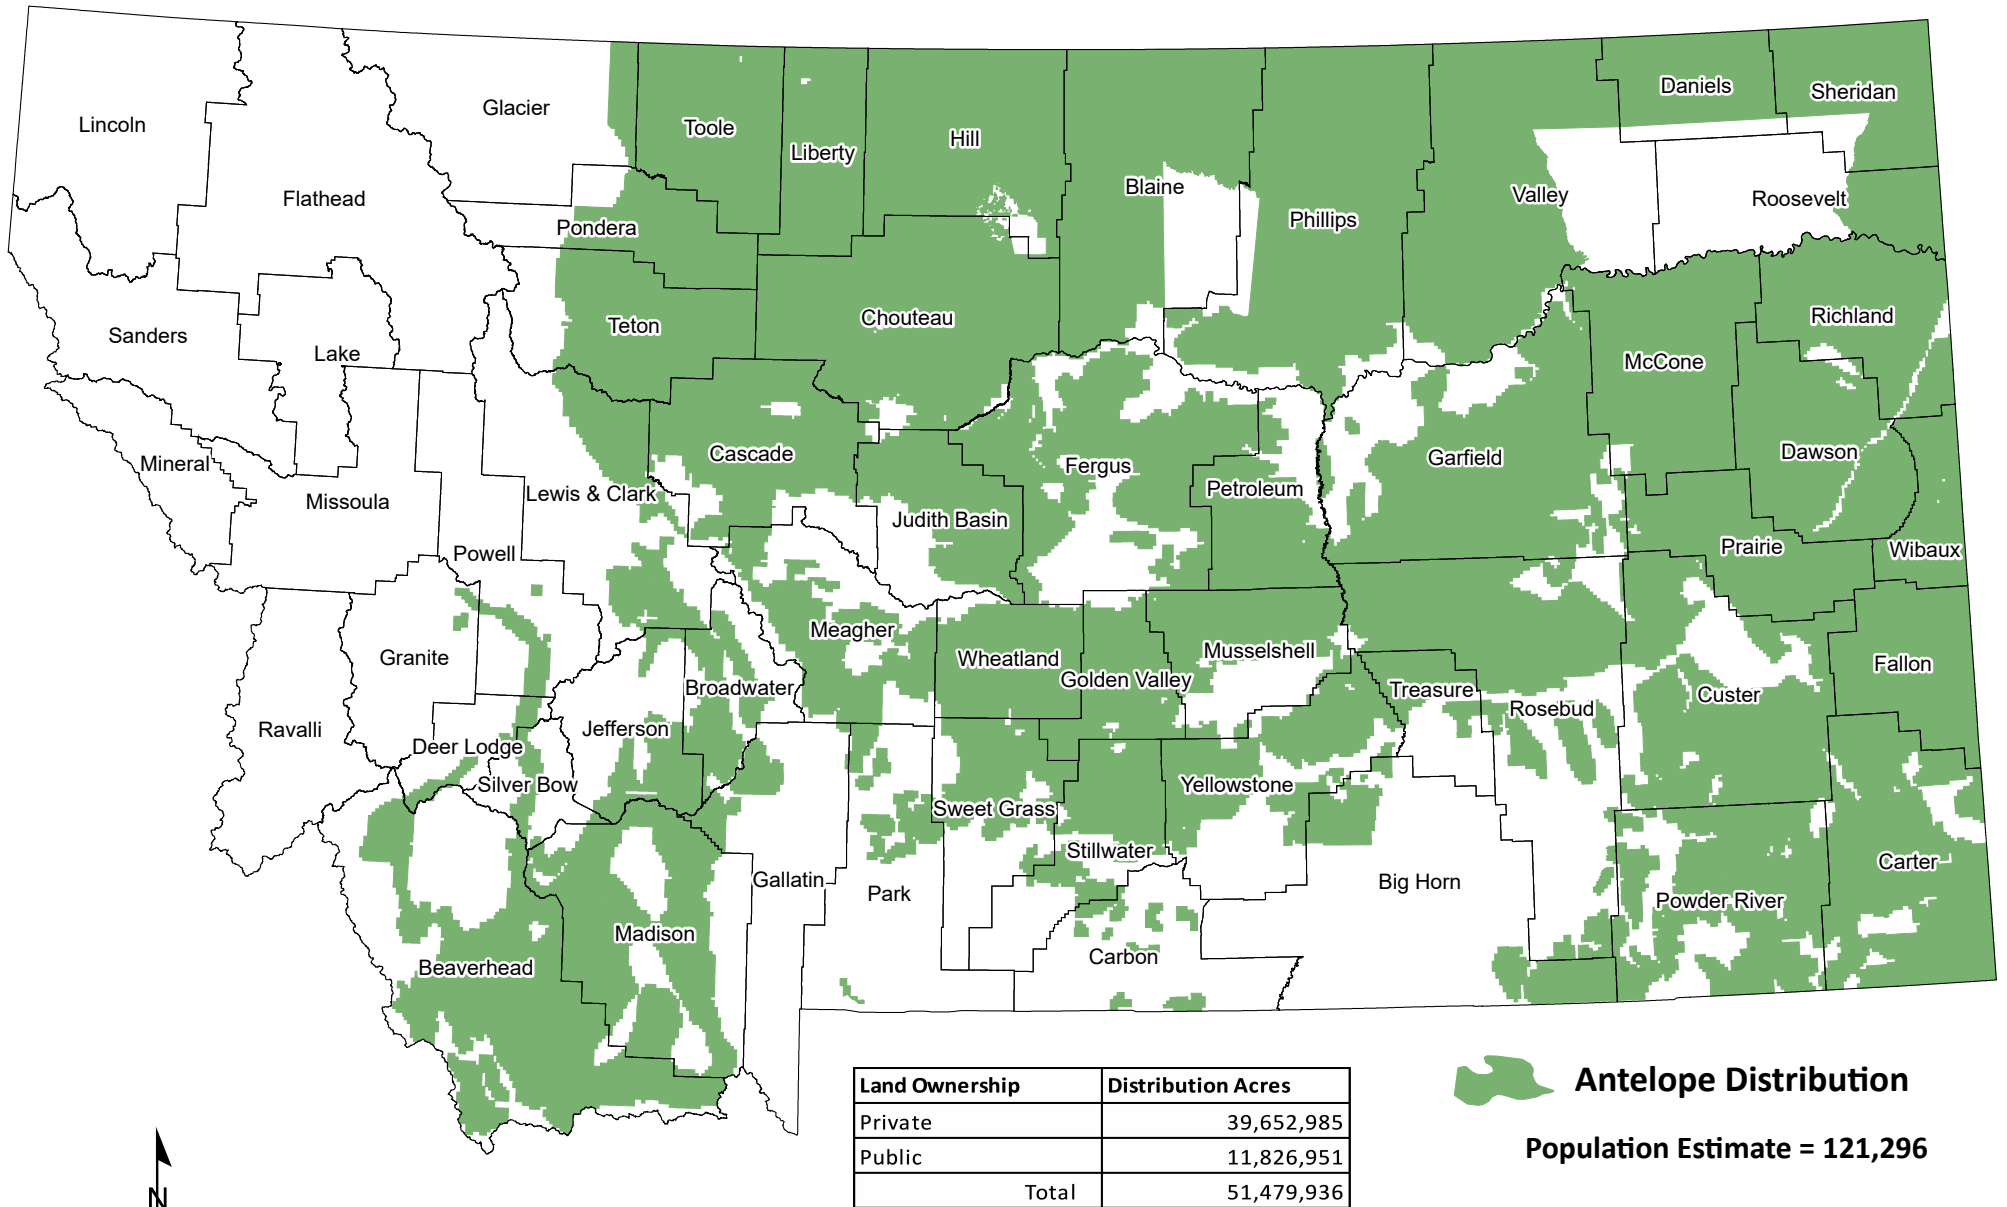 Lincoln
Flathead
Glacier
Toole
Liberty
Hill
Blaine
Phillips
Valley
Daniels
Sheridan
Roosevelt
Pondera
Teton
Chouteau
Sanders
Lake
Richland
McCone
Dawson
Mineral
Missoula
Lewis & Clark
Cascade
Judith Basin
Fergus
Petroleum
Garfield
Powell
Prairie
Wibaux
Granite
Meagher
Wheatland
Golden Valley
Musselshell
Treasure
Rosebud
Custer
Fallon
Ravalli
Broadwater
Jefferson
Deer Lodge
Silver Bow
Sweet Grass
Yellowstone
Stillwater
Gallatin
Park
Big Horn
Powder River
Carter
Madison
Beaverhead
Carbon
Land Ownership Distribution Acres
Private 39,652,985
Public 11,826,951
Total 51,479,936
Antelope Distribution
Population Estimate = 121,296
N